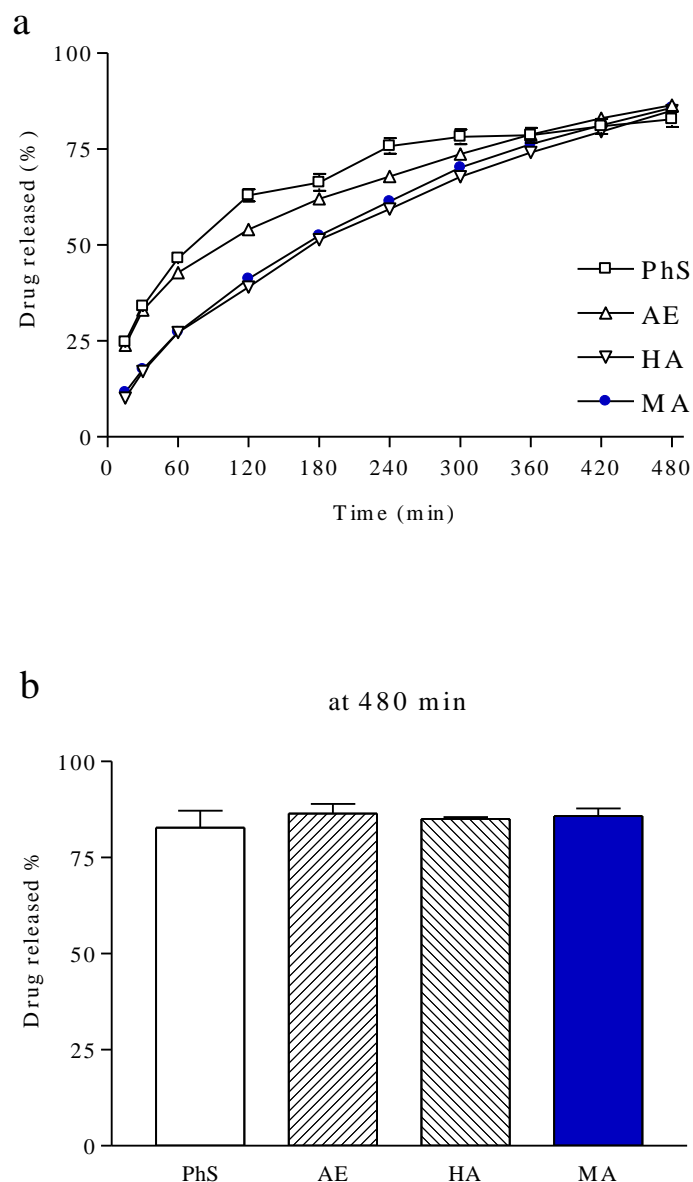 a
100
75
50
25
0
Drug released (%)
0 60 120 180 240 300 360 420 480
Time (min)
PhS
AE
HA
MA
b
at 480 min
100
75
50
25
0
Drug released %
PhS AE HA MA